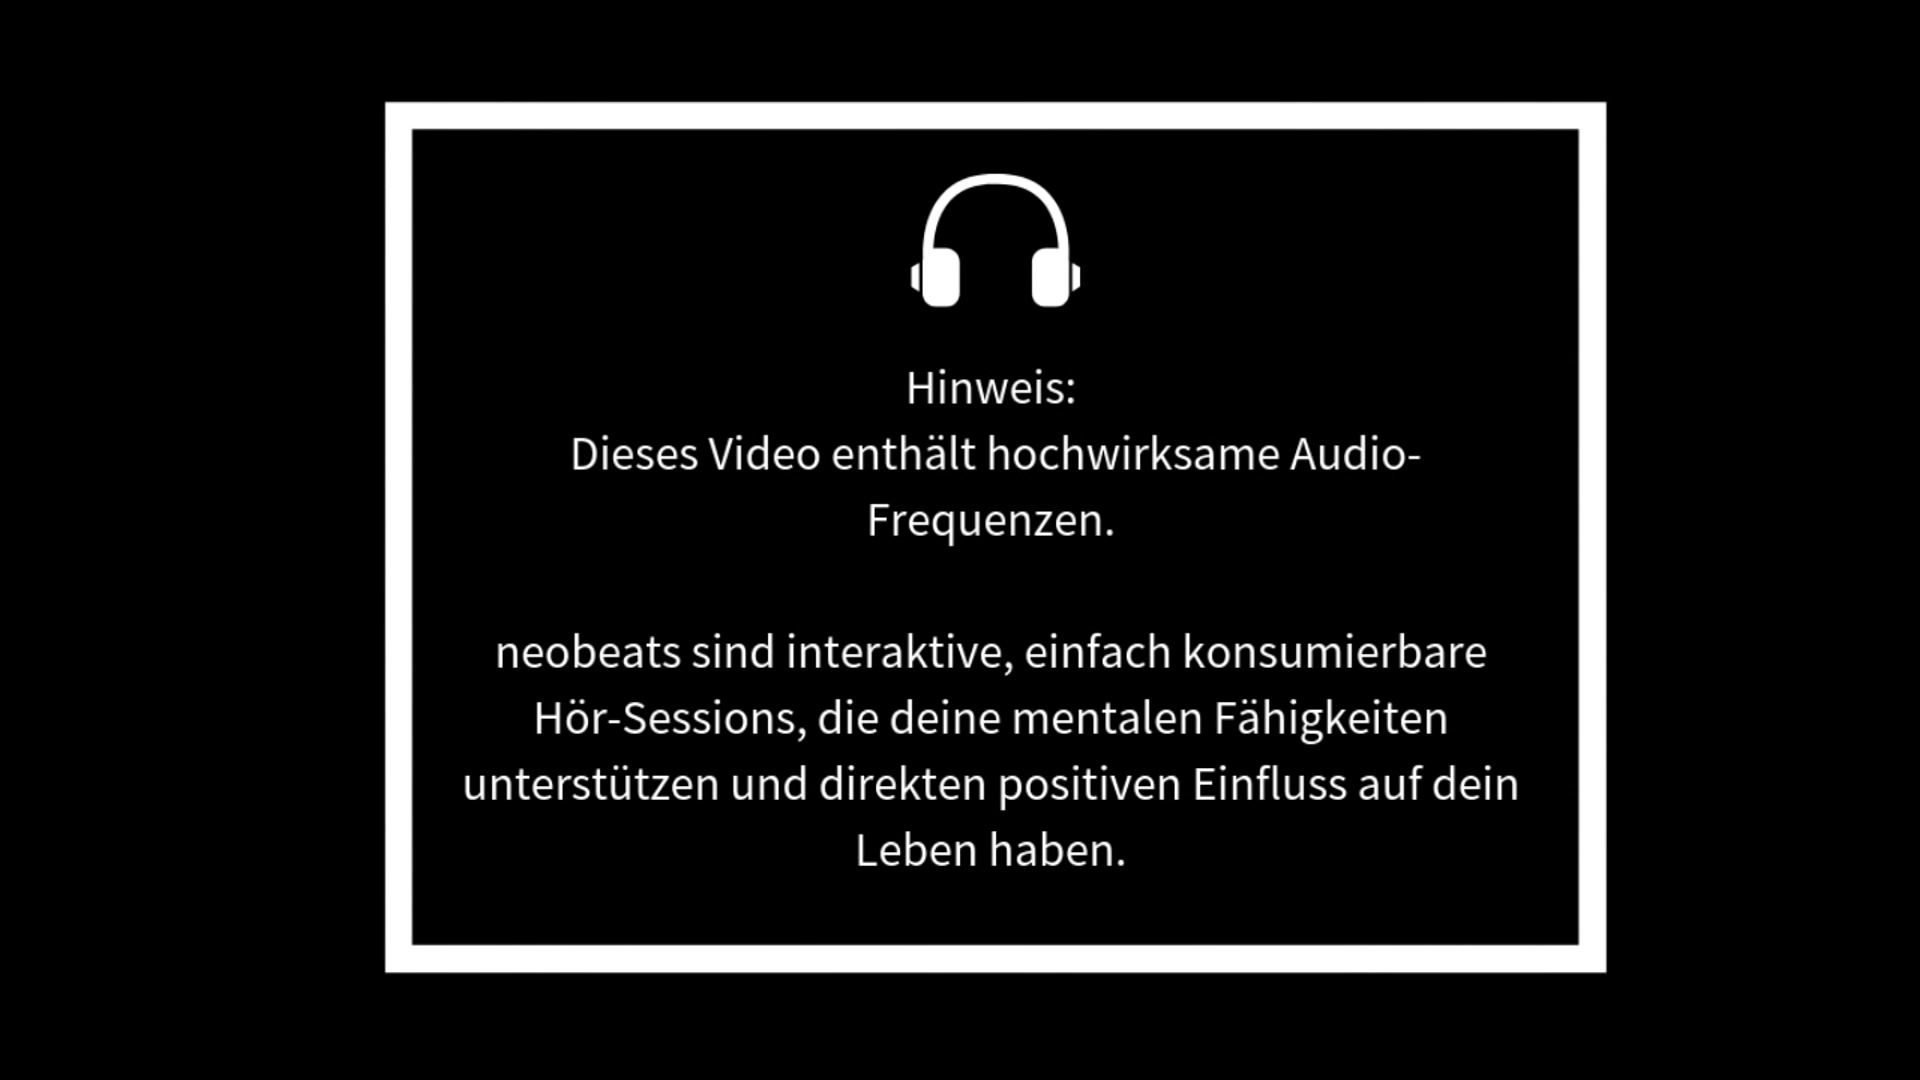 Hinweis:
Dieses Video enthält hochwirksame Audio-
Frequenzen.
neobeats sind interaktive, einfach konsumierbare
Hör-Sessions, die deine mentalen Fähigkeiten
unterstützen und direkten positiven Einfluss auf dein
Leben haben.